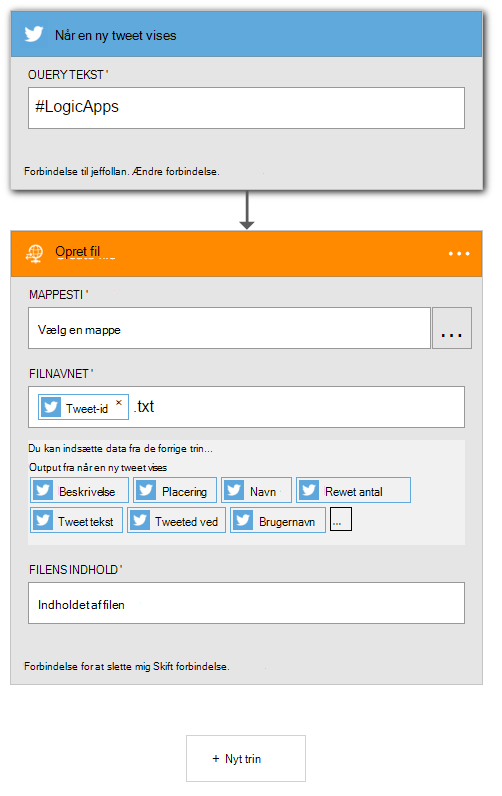 Når en ny tweet vises
QUERY TEKST '
#LogicApps
Forbindelse til jeffollan. Ændre forbindelse.
Opret fil
...
MAPPESTI '
Vælg en mappe
...
FILNAVNET '
Tweet-id × .txt
Du kan indsætte data fra de forrige trin...
Output fra når en ny tweet vises
Beskrivelse Placering Navn Rewet antal
Tweet tekst Tweeted ved Brugernavn ...
FILENS INDHOLD '
Indholdet af filen
Forbindelse for at slette mig Skift forbindelse.
+ Nyt trin